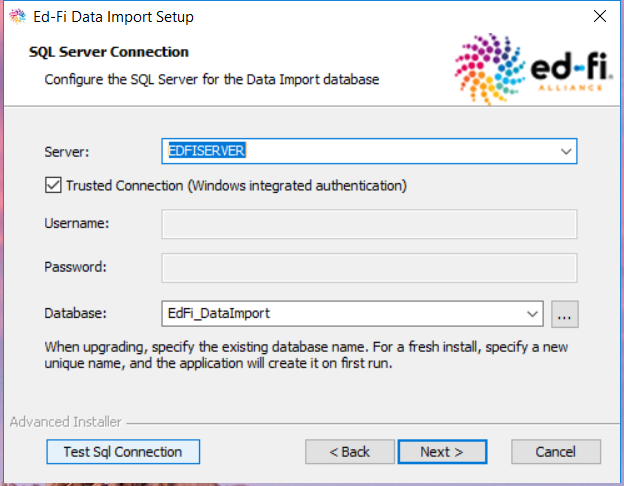 Ed-Fi Data Import Setup
SQL Server Connection
Configure the SQL Server for the Data Import database
ed-fi
ALLIANCE
Server:
EDFISERVER
Trusted Connection (Windows integrated authentication)
Username:
Password:
Database:
EdFi_DataImport
...
When upgrading, specify the existing database name. For a fresh install, specify a new
unique name, and the application will create it on first run.
Advanced Installer
Test Sql Connection
< Back
Next >
Cancel